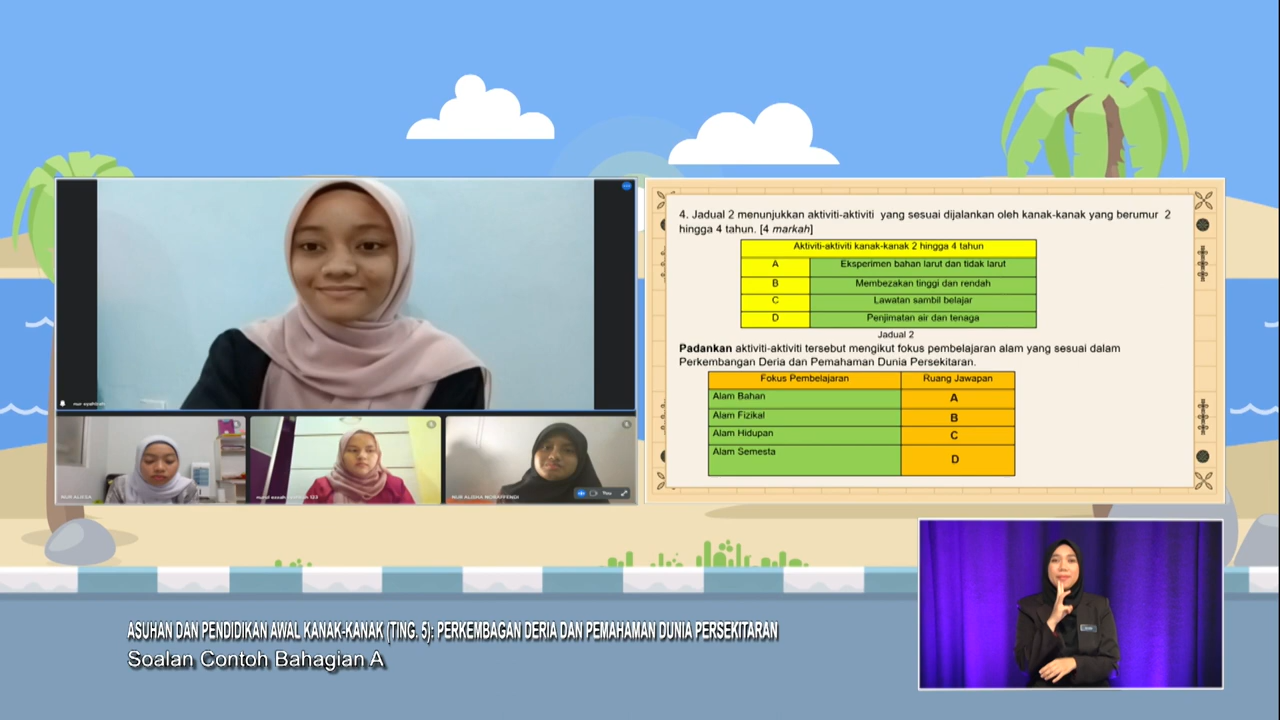 4. Jadual 2 menunjukkan aktiviti-aktiviti yang sesuai dijalankan oleh kanak-kanak yang berumur 2
hingga 4 tahun. [4 markah]
Aktiviti-aktiviti kanak-kanak 2 hingga 4 tahun
A Eksperimen bahan larut dan tidak larut
B Membezakan tinggi dan rendah
C Lawatan sambil belajar
D Penjimatan air dan tenaga
Jadual 2
Padankan aktiviti-aktiviti tersebut mengikut fokus pembelajaran alam yang sesuai dalam
Perkembangan Deria dan Pemahaman Dunia Persekitaran.
Fokus Pembelajaran Ruang Jawapan
Alam Bahan A
Alam Fizikal B
Alam Hidupan C
Alam Semesta D
NUR ALISSA
ASUHAN DAN PENDIDIKAN AWAL KANAK-KANAK (TING. 5): PERKEMBAGAN DERIA DAN PEMAHAMAN DUNIA PERSEKITARAN
Soalan Contoh Bahagian A